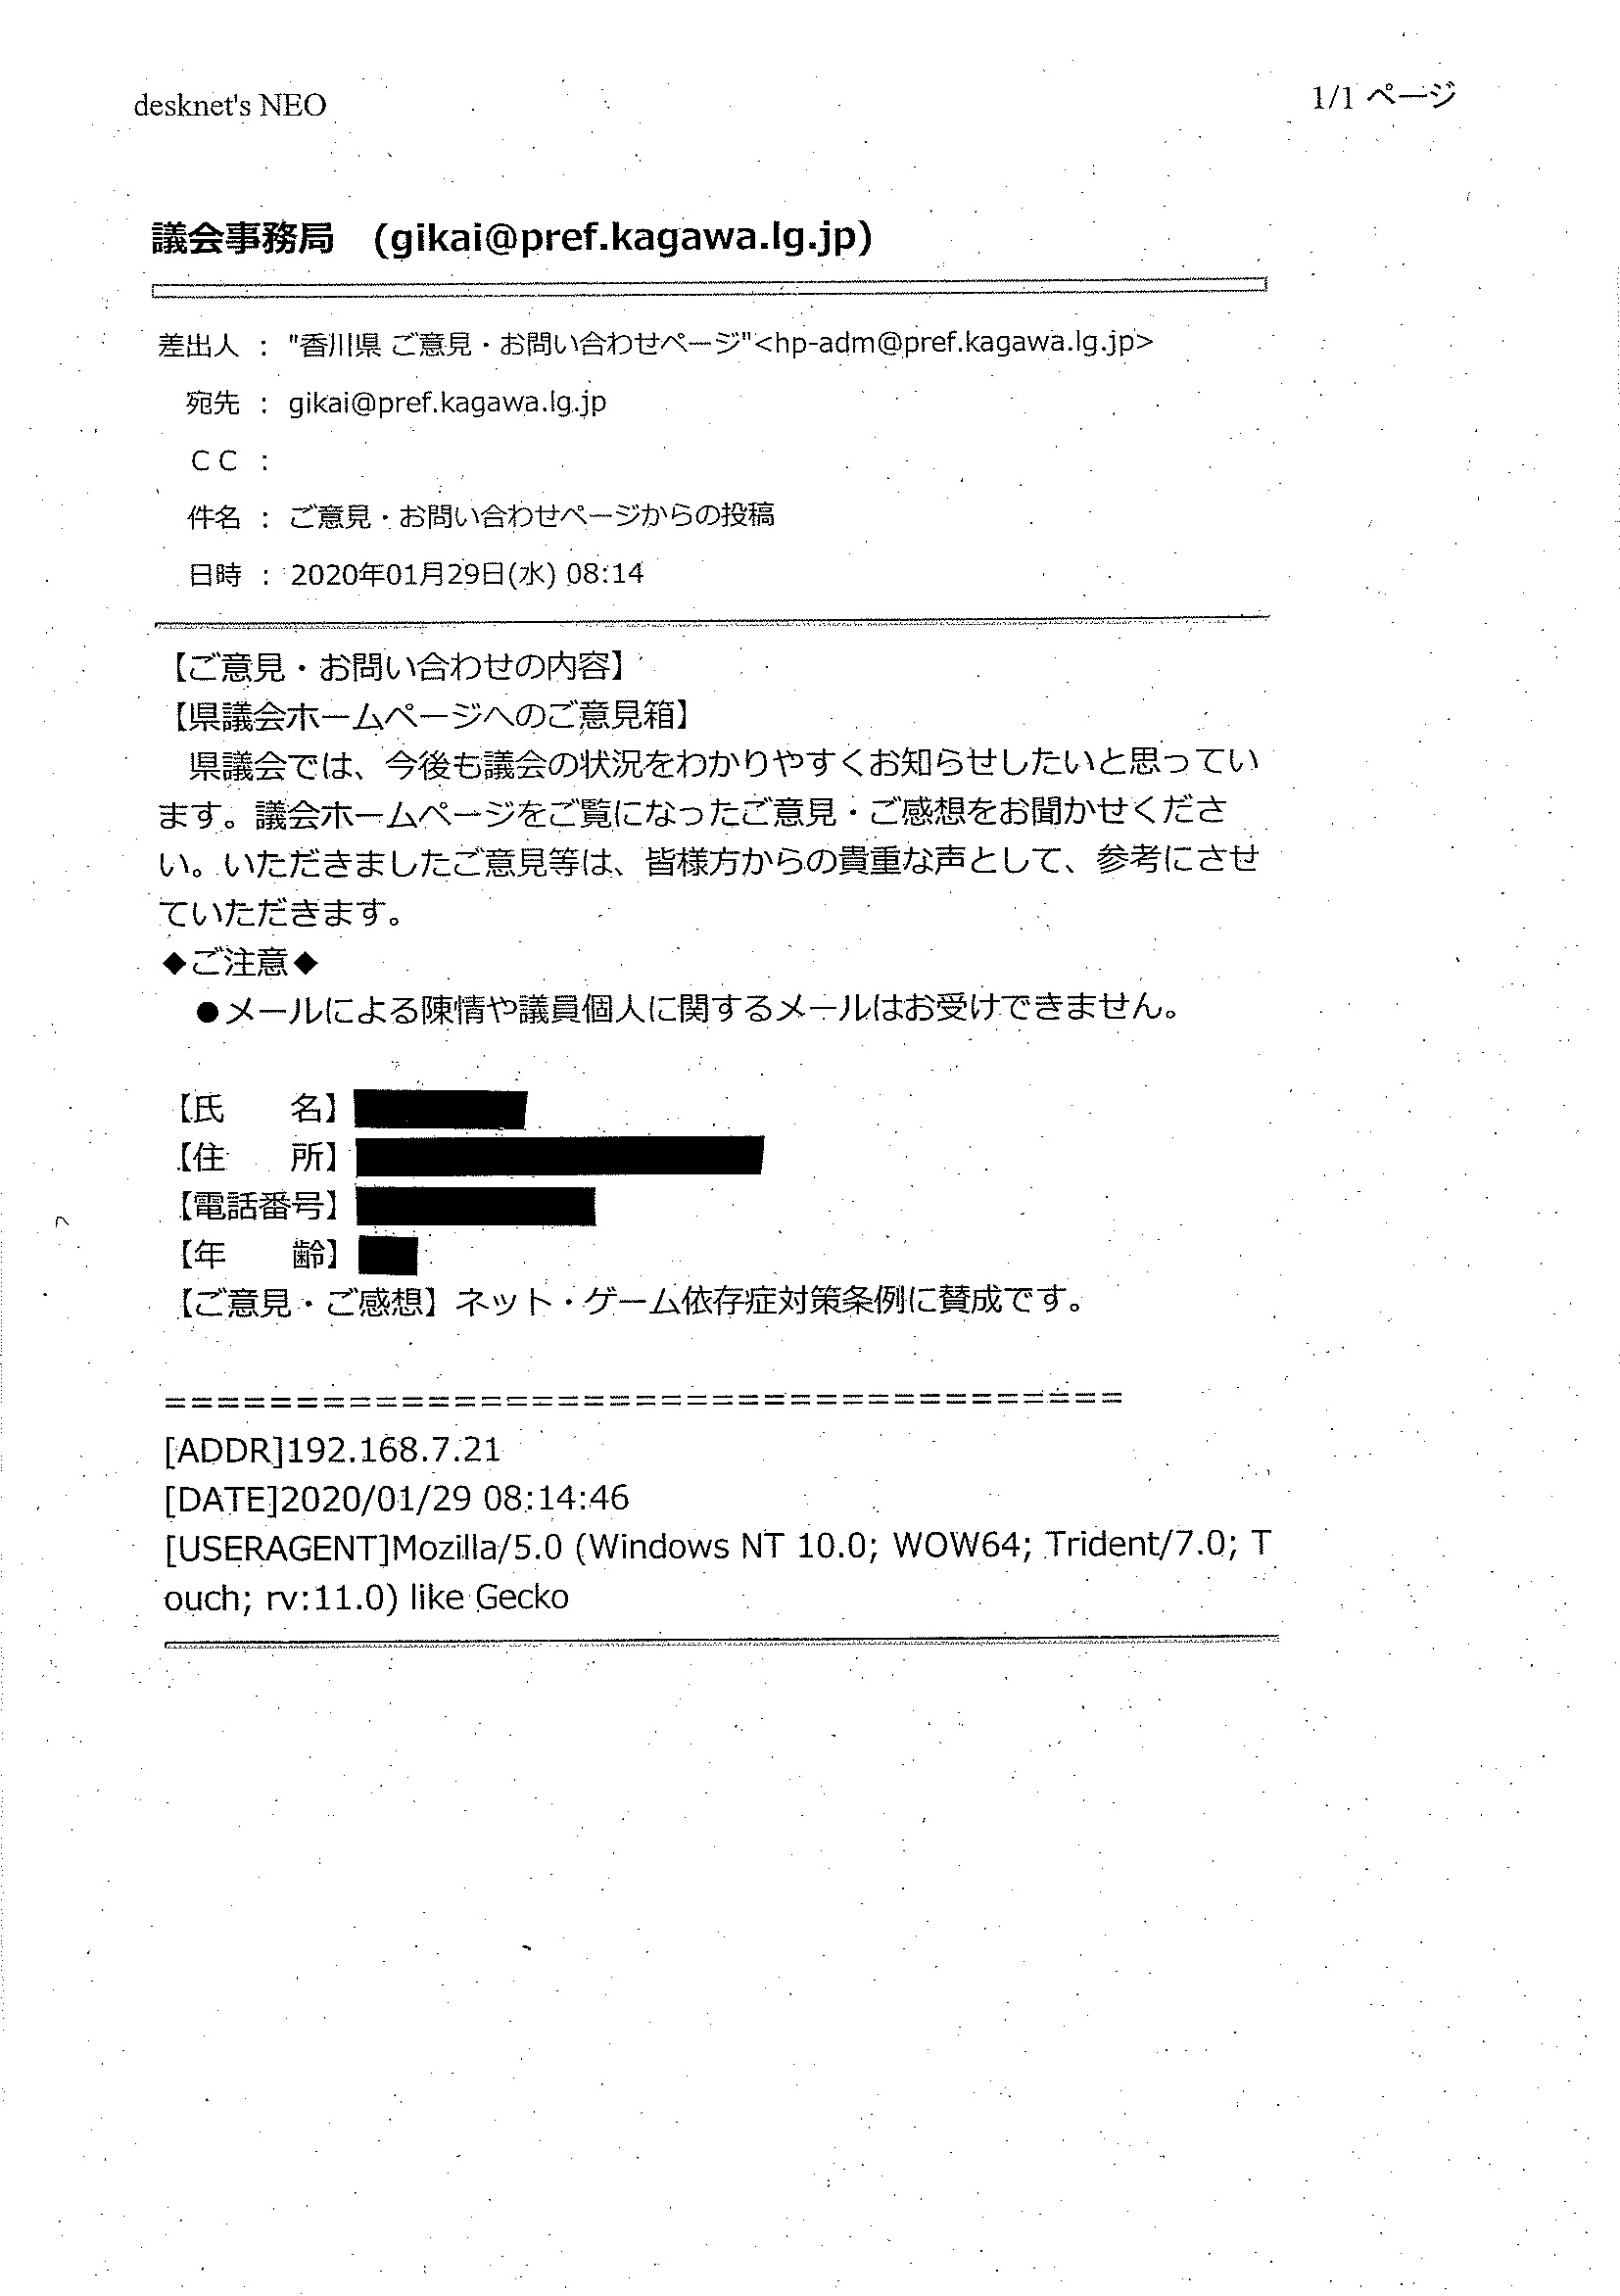 desknet's NEO
1/1 ページ
議会事務局　(gikai@pref.kagawa.lg.jp)
差出人 : "香川県 ご意見・お問い合わせページ"<hp-adm@pref.kagawa.lg.jp>
宛先 : gikai@pref.kagawa.lg.jp
ＣＣ :
件名 : ご意見・お問い合わせページからの投稿
日時 : 2020年01月29日(水) 08:14
【ご意見・お問い合わせの内容】
【県議会ホームページへのご意見箱】
　県議会では、今後も議会の状況をわかりやすくお知らせしたいと思ってい
ます。議会ホームページをご覧になったご意見・ご感想をお聞かせくださ
い。いただきましたご意見等は、皆様方からの貴重な声として、参考にさせ
ていただきます。
◆ご注意◆
　●メールによる陳情や議員個人に関するメールはお受けできません。
【氏　　名】
【住　　所】
【電話番号】
【年　　齢】
【ご意見・ご感想】ネット・ゲーム依存症対策条例に賛成です。
=====================================
[ADDR]192.168.7.21
[DATE]2020/01/29 08:14:46
[USERAGENT]Mozilla/5.0 (Windows NT 10.0; WOW64; Trident/7.0; T
ouch; rv:11.0) like Gecko